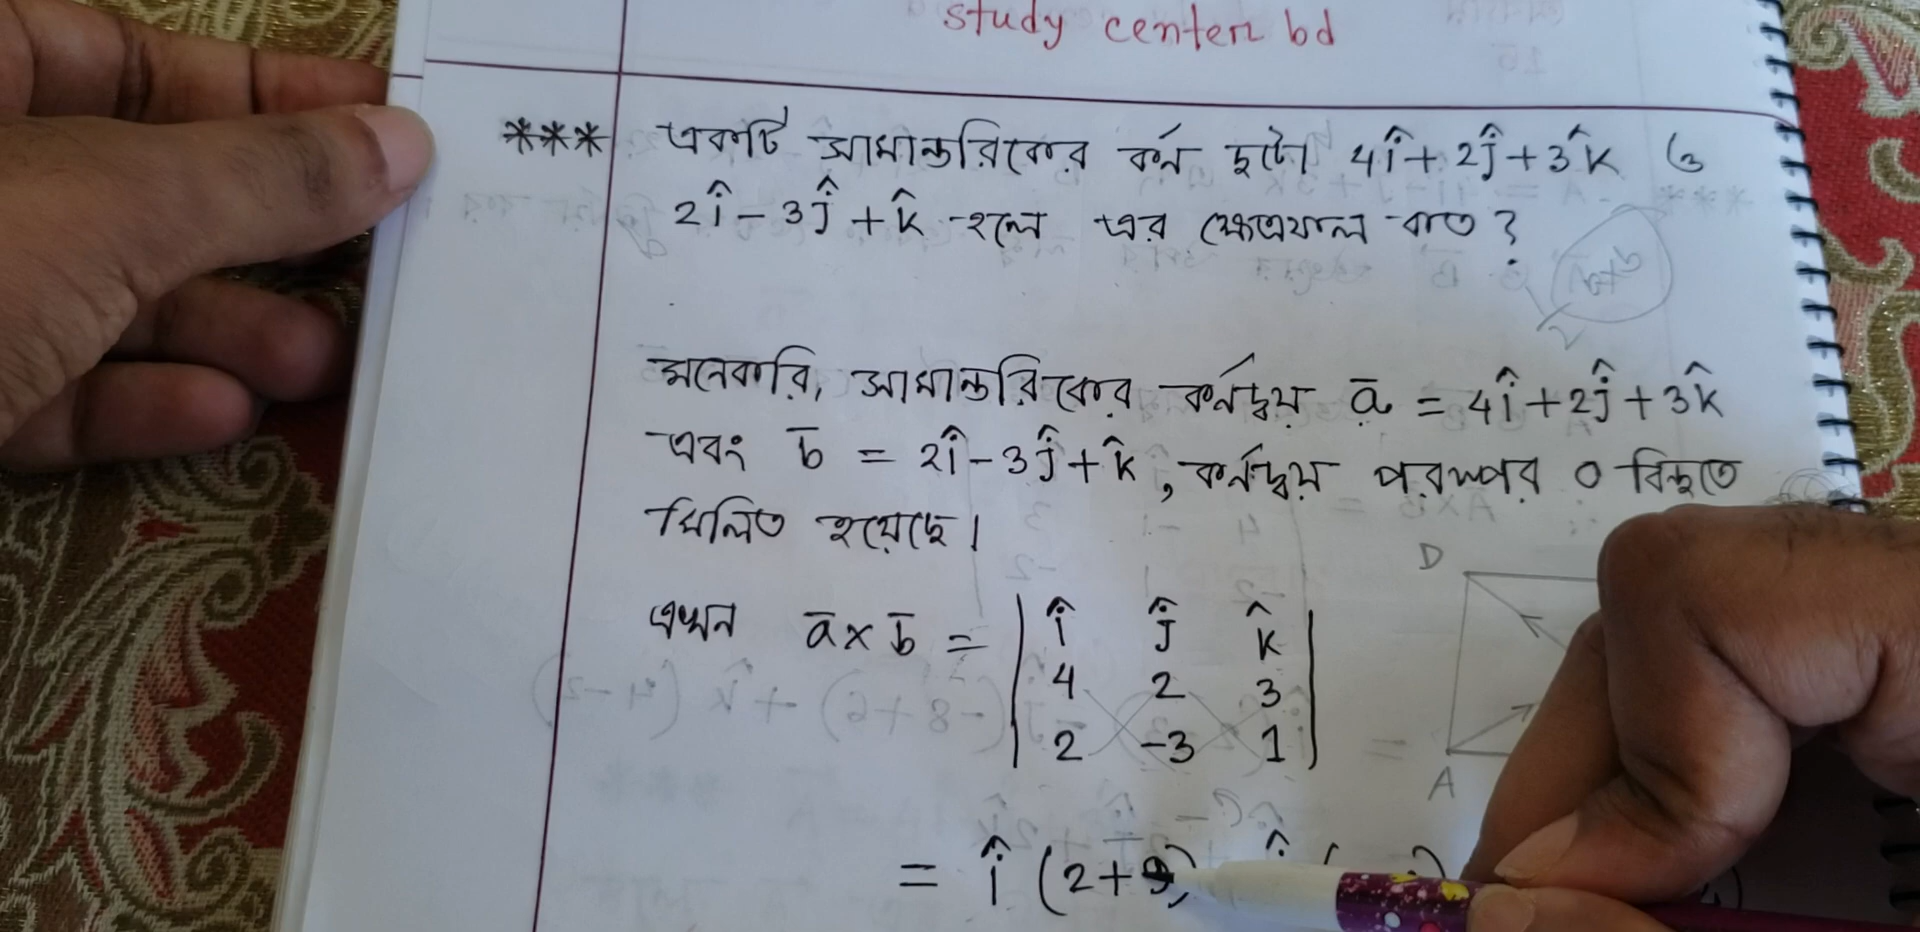 study center bd
*** একটি সামান্তরিকের কর্ন দুটো 4î + 2ĵ + 3k̂ ও
2î - 3ĵ + k̂ হলে এর ক্ষেত্রফল কত ?
মনেকরি, সামান্তরিকের কর্নদ্বয় ā = 4î + 2ĵ + 3k̂
এবং b̄ = 2î - 3ĵ + k̂, কর্নদ্বয় পরস্পর O বিন্দুতে
মিলিত হয়েছে।
D
এখন ā × b̄ = | î ĵ k̂ |
| 4 2 3 |
| 2 -3 1 |
A
= î (2+9)